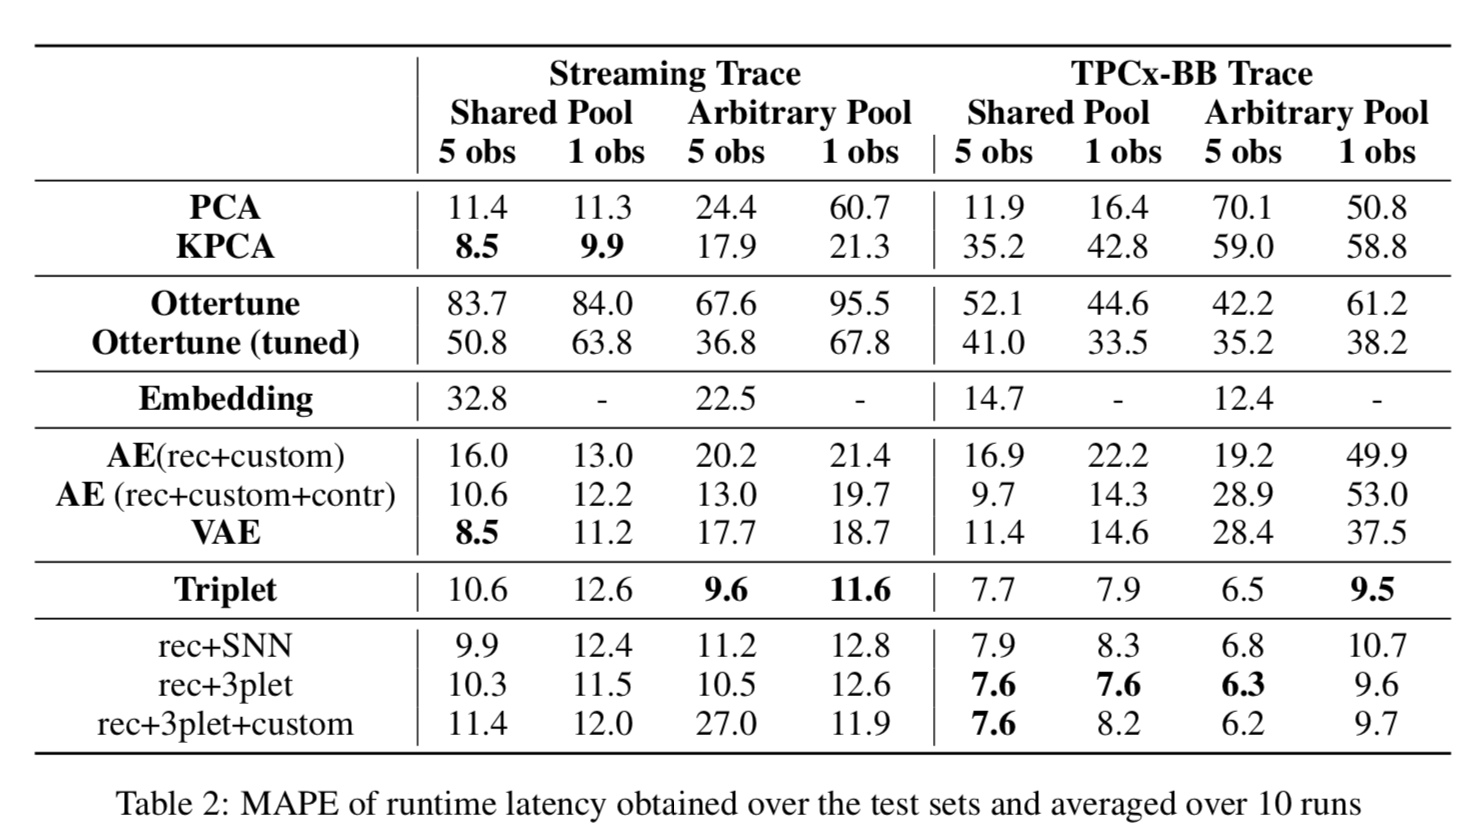 Streaming Trace TPCx-BB Trace
Shared Pool Arbitrary Pool Shared Pool Arbitrary Pool
5 obs 1 obs 5 obs 1 obs 5 obs 1 obs 5 obs 1 obs
PCA 11.4 11.3 24.4 60.7 11.9 16.4 70.1 50.8
KPCA 8.5 9.9 17.9 21.3 35.2 42.8 59.0 58.8
Ottertune 83.7 84.0 67.6 95.5 52.1 44.6 42.2 61.2
Ottertune (tuned) 50.8 63.8 36.8 67.8 41.0 33.5 35.2 38.2
Embedding 32.8 - 22.5 - 14.7 - 12.4 -
AE(rec+custom) 16.0 13.0 20.2 21.4 16.9 22.2 19.2 49.9
AE (rec+custom+contr) 10.6 12.2 13.0 19.7 9.7 14.3 28.9 53.0
VAE 8.5 11.2 17.7 18.7 11.4 14.6 28.4 37.5
Triplet 10.6 12.6 9.6 11.6 7.7 7.9 6.5 9.5
rec+SNN 9.9 12.4 11.2 12.8 7.9 8.3 6.8 10.7
rec+3plet 10.3 11.5 10.5 12.6 7.6 7.6 6.3 9.6
rec+3plet+custom 11.4 12.0 27.0 11.9 7.6 8.2 6.2 9.7
Table 2: MAPE of runtime latency obtained over the test sets and averaged over 10 runs